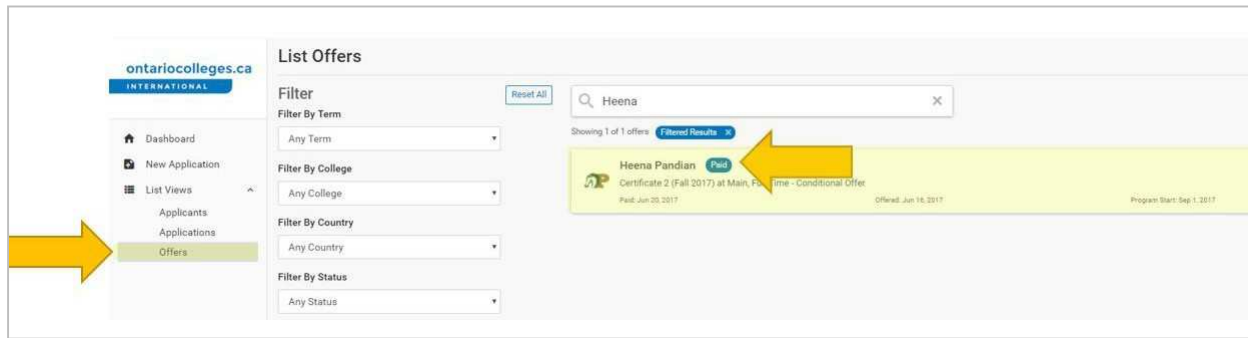 ontariocolleges.ca
INTERNATIONAL
Dashboard
New Application
List Views
Applicants
Applications
Offers
List Offers
Filter
Reset All
Filter By Term
Any Term
Filter By College
Any College
Filter By Country
Any Country
Filter By Status
Any Status
Heena
Showing 1 of 1 offers Filtered Results X
Heena Pandian Paid
Certificate 2 (Fall 2017) at Main, Full Time - Conditional Offer
Paid: Jun 20, 2017 Offered: Jun 16, 2017 Program Start: Sep 1, 2017